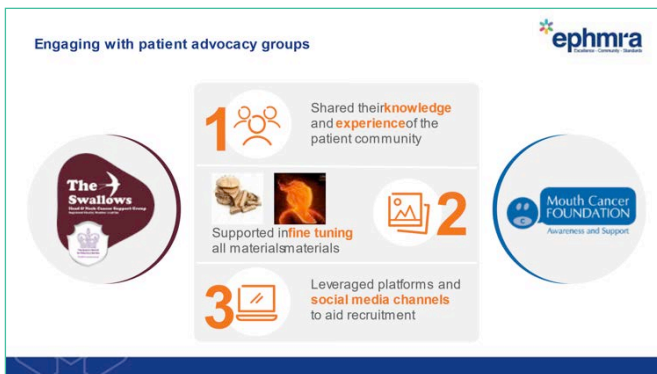 Engaging with patient advocacy groups
ephmra
Excellence - Community - Standards
1
Shared theirknowledge
and experienceof the
patient community
The
Swallows
Head & Neck Cancer Support Group
Supported infine tuning
all materialsmaterials
2
Mouth Cancer
FOUNDATION
Awareness and Support
3
Leveraged platforms and
social media channels
to aid recruitment